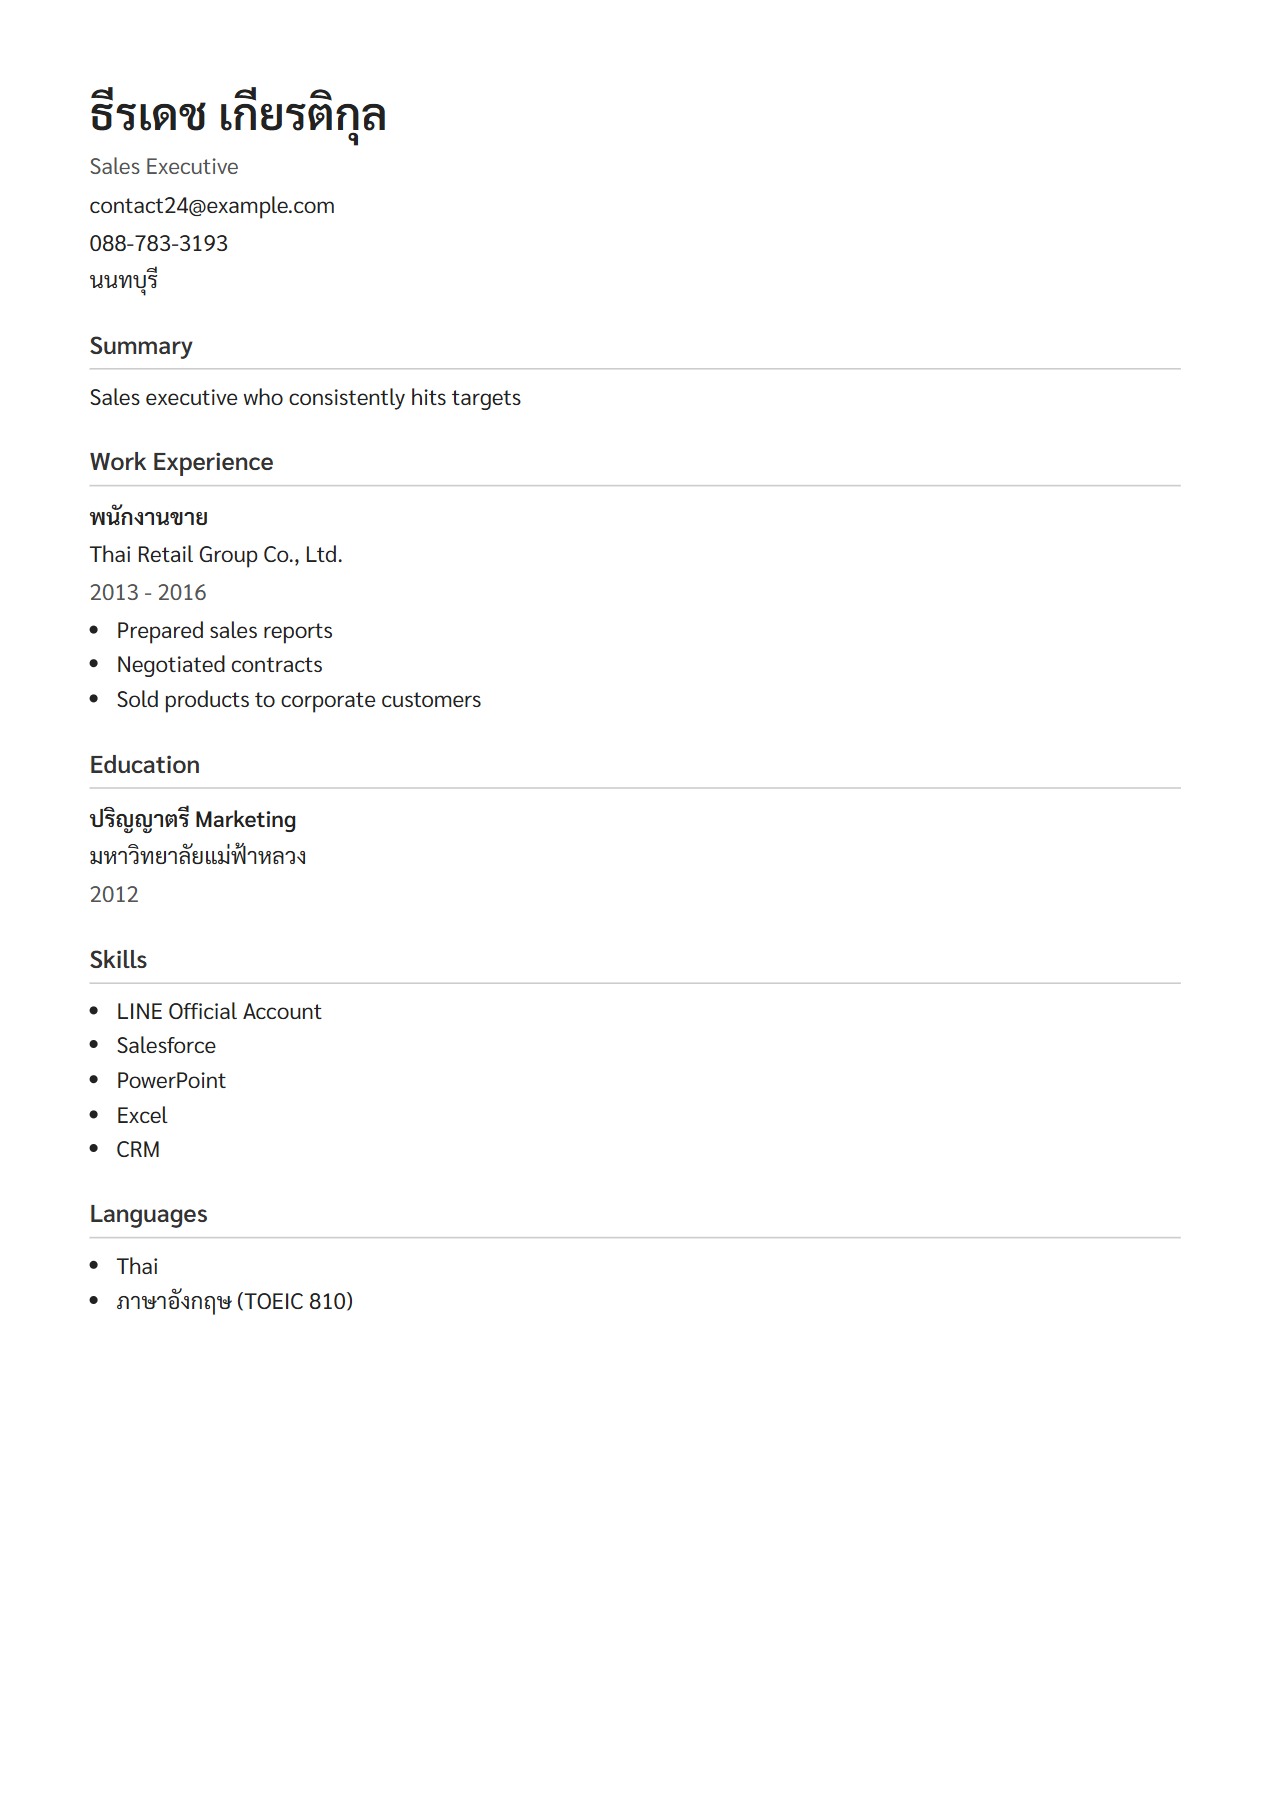 ธีรเดช เกียรติกุล
Sales Executive
contact24@example.com
088-783-3193
นนทบุรี
Summary
Sales executive who consistently hits targets
Work Experience
พนักงานขาย
Thai Retail Group Co., Ltd.
2013 - 2016
• Prepared sales reports
• Negotiated contracts
• Sold products to corporate customers
Education
ปริญญาตรี Marketing
มหาวิทยาลัยแม่ฟ้าหลวง
2012
Skills
• LINE Official Account
• Salesforce
• PowerPoint
• Excel
• CRM
Languages
• Thai
• ภาษาอังกฤษ (TOEIC 810)